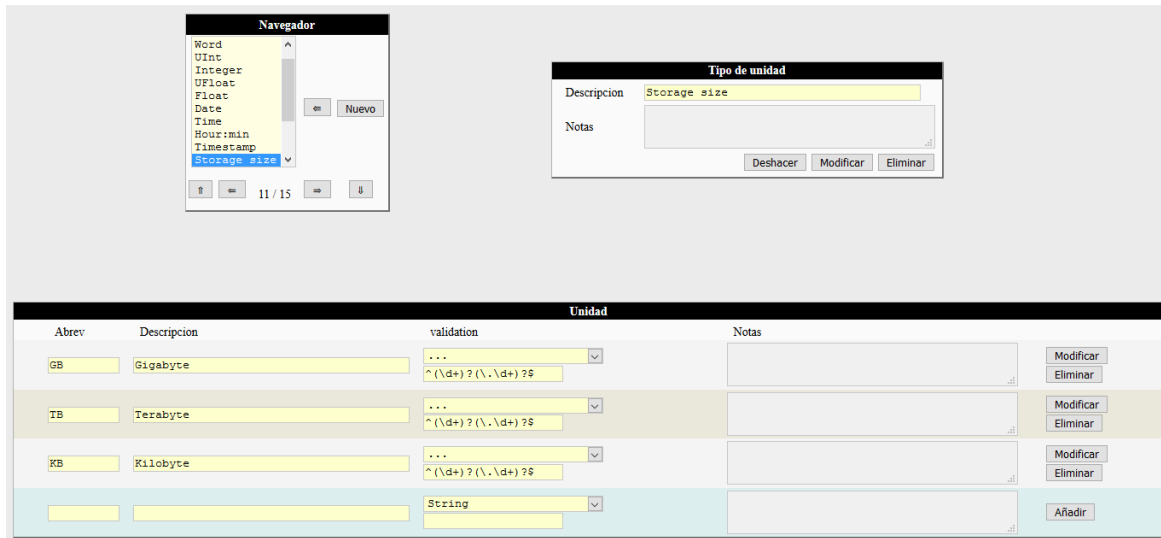 Navegador
Word
UInt
Integer
UFloat
Float
Date
Time
Hour:min
Timestamp
Storage size
⇐ Nuevo
⇑ ⇐ 11 / 15 ⇒ ⇓
Tipo de unidad
Descripcion Storage size
Notas
Deshacer Modificar Eliminar
Unidad
Abrev Descripcion validation Notas
GB Gigabyte ... Modificar
^(\d+)?(\.\d+)?$ Eliminar
TB Terabyte ... Modificar
^(\d+)?(\.\d+)?$ Eliminar
KB Kilobyte ... Modificar
^(\d+)?(\.\d+)?$ Eliminar
String Añadir